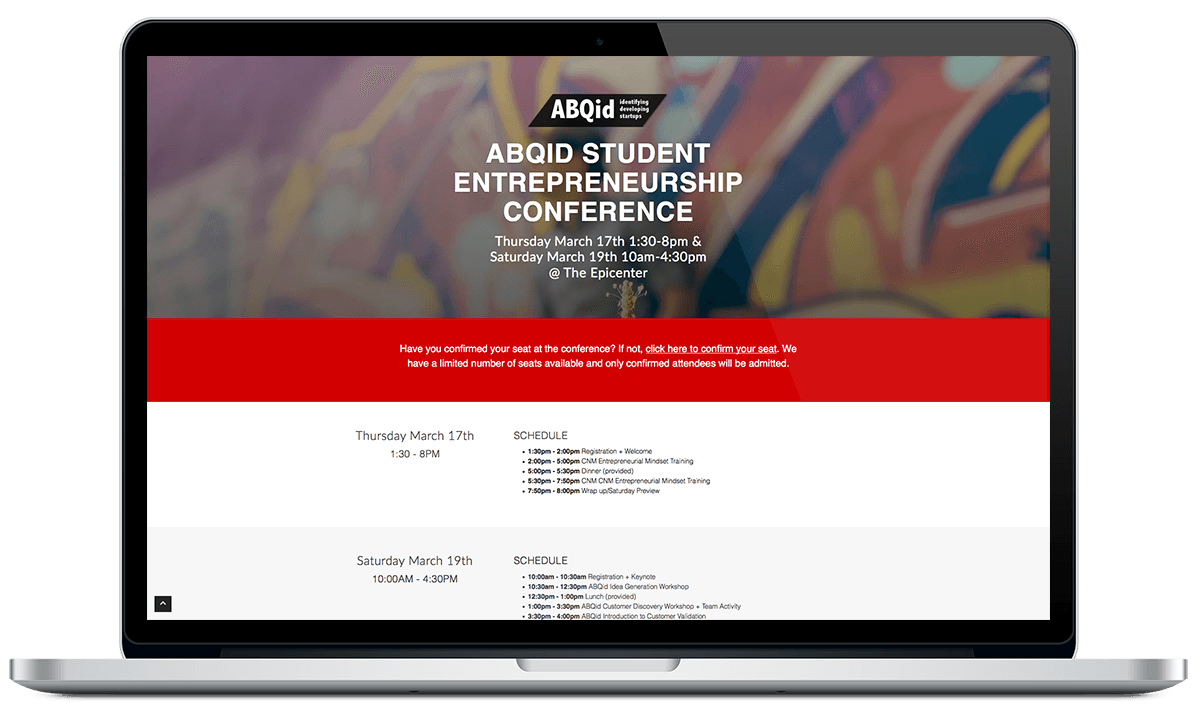 ABQid identifying
developing
startups
ABQID STUDENT
ENTREPRENEURSHIP
CONFERENCE
Thursday March 17th 1:30-8pm &
Saturday March 19th 10am-4:30pm
@ The Epicenter
Have you confirmed your seat at the conference? If not, click here to confirm your seat. We
have a limited number of seats available and only confirmed attendees will be admitted.
Thursday March 17th
1:30 - 8PM
SCHEDULE
• 1:30pm - 2:00pm Registration + Welcome
• 2:00pm - 5:00pm CNM Entrepreneurial Mindset Training
• 5:00pm - 5:30pm Dinner (provided)
• 5:30pm - 7:50pm CNM CNM Entrepreneurial Mindset Training
• 7:50pm - 8:00pm Wrap up/Saturday Preview
Saturday March 19th
10:00AM - 4:30PM
SCHEDULE
• 10:00am - 10:30am Registration + Keynote
• 10:30am - 12:30pm ABQid Idea Generation Workshop
• 12:30pm - 1:00pm Lunch (provided)
• 1:00pm - 3:30pm ABQid Customer Discovery Workshop + Team Activity
• 3:30pm - 4:00pm ABQid Introduction to Customer Validation